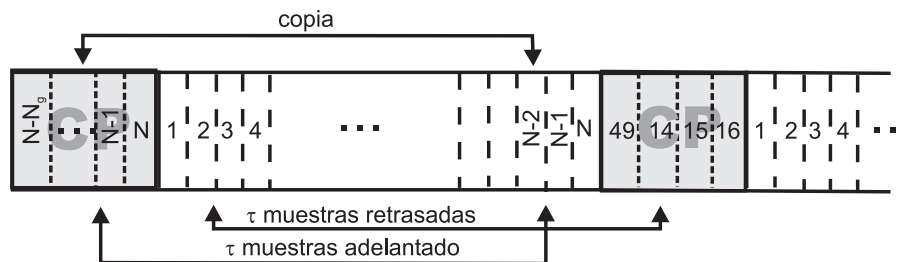 copia
N-Ng ... N-1 N 1 2 3 4 ... N-2 N-1 N 49 14 15 16 1 2 3 4 ...
CP CP
τ muestras retrasadas
τ muestras adelantado